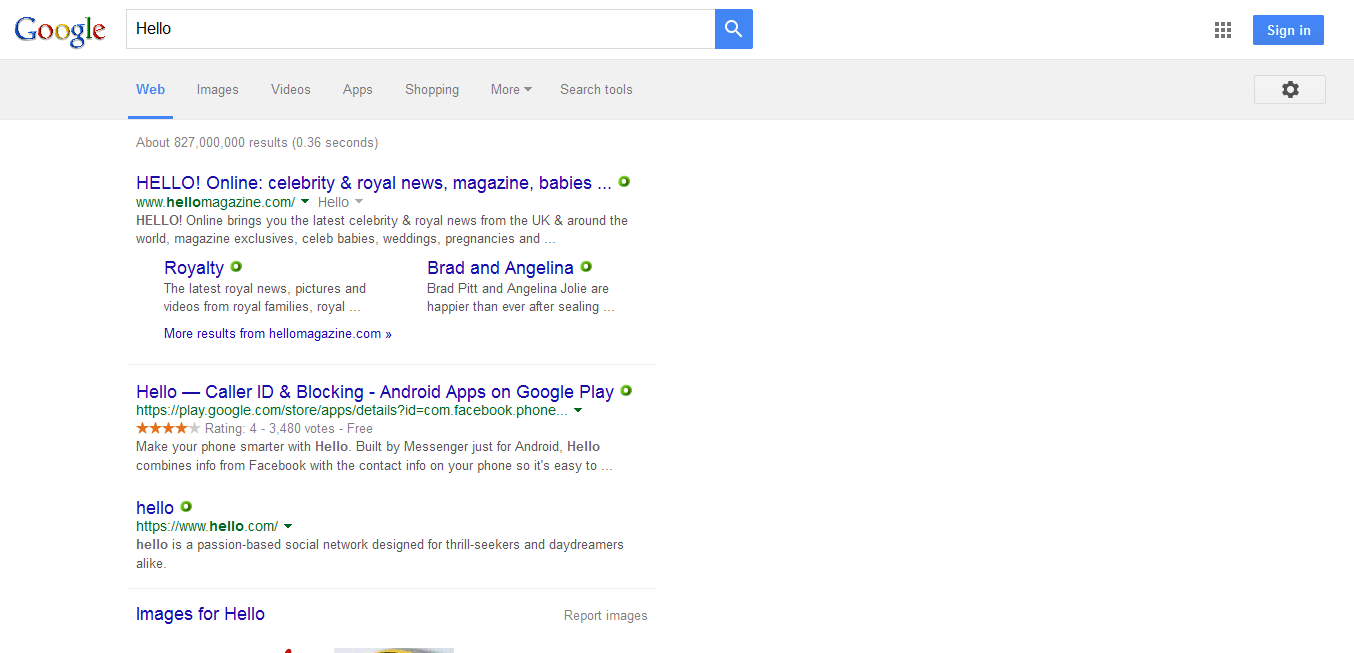 Google Hello Sign in
Web Images Videos Apps Shopping More Search tools
About 827,000,000 results (0.36 seconds)
HELLO! Online: celebrity & royal news, magazine, babies ...
www.hellomagazine.com/ Hello
HELLO! Online brings you the latest celebrity & royal news from the UK & around the
world, magazine exclusives, celeb babies, weddings, pregnancies and ...
Royalty
The latest royal news, pictures and
videos from royal families, royal ...
Brad and Angelina
Brad Pitt and Angelina Jolie are
happier than ever after sealing ...
More results from hellomagazine.com »
Hello — Caller ID & Blocking - Android Apps on Google Play
https://play.google.com/store/apps/details?id=com.facebook.phone...
Rating: 4 - 3,480 votes - Free
Make your phone smarter with Hello. Built by Messenger just for Android, Hello
combines info from Facebook with the contact info on your phone so it's easy to ...
hello
https://www.hello.com/
hello is a passion-based social network designed for thrill-seekers and daydreamers
alike.
Images for Hello Report images